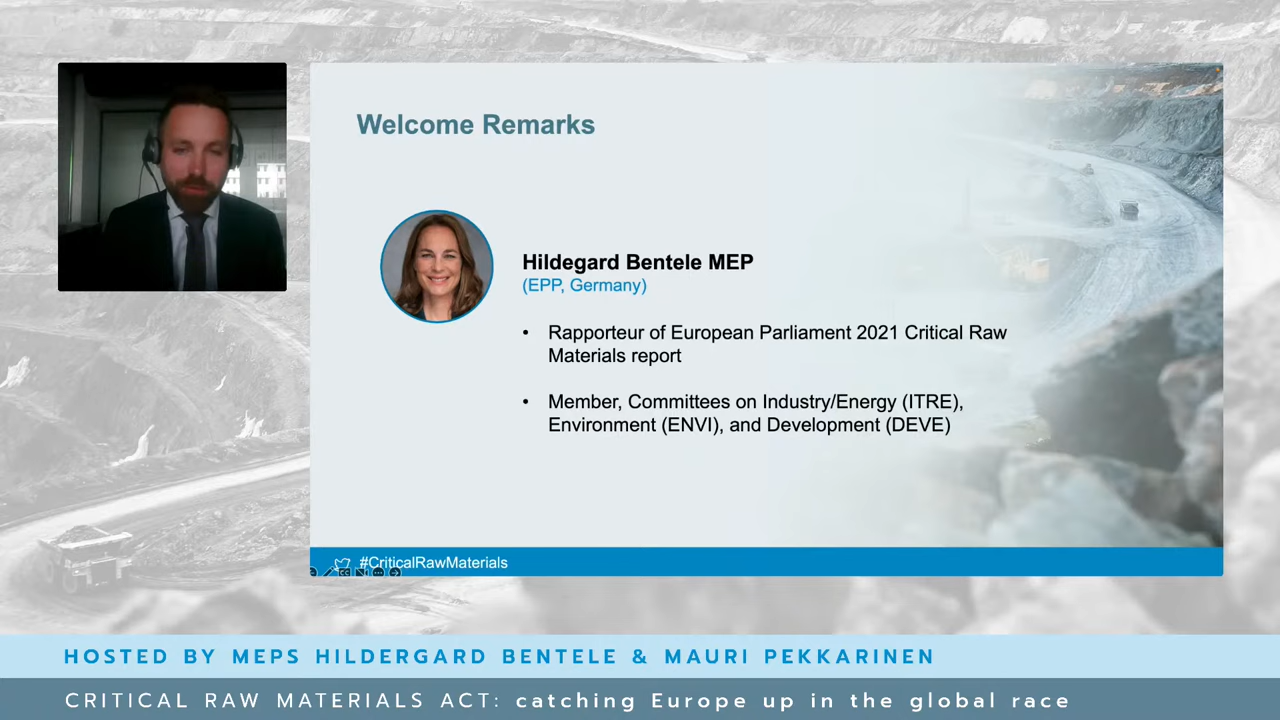 Welcome Remarks
Hildegard Bentele MEP
(EPP, Germany)
• Rapporteur of European Parliament 2021 Critical Raw
Materials report
• Member, Committees on Industry/Energy (ITRE),
Environment (ENVI), and Development (DEVE)
#CriticalRawMaterials
HOSTED BY MEPS HILDERGARD BENTELE & MAURI PEKKARINEN
CRITICAL RAW MATERIALS ACT: catching Europe up in the global race